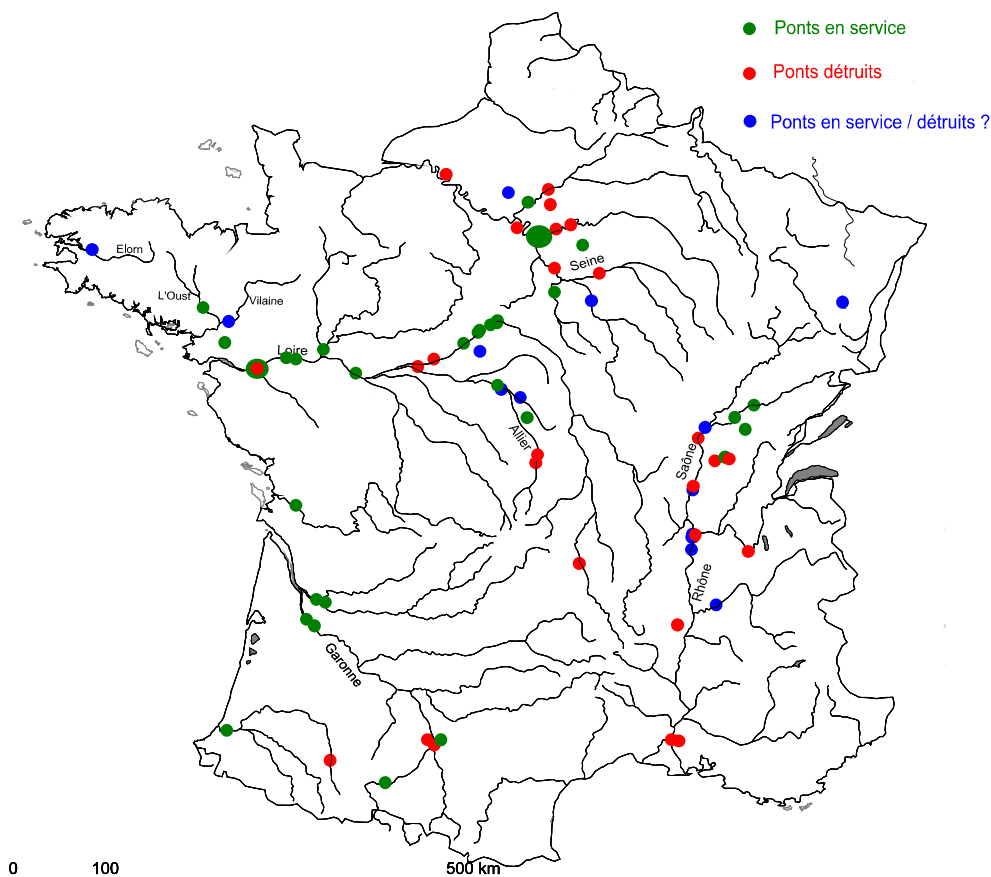 Ponts en service
Ponts détruits
Ponts en service / détruits ?
Elorn
L'Oust
Vilaine
Seine
Loire
Allier
Saône
Rhône
Garonne
0 100 500 km